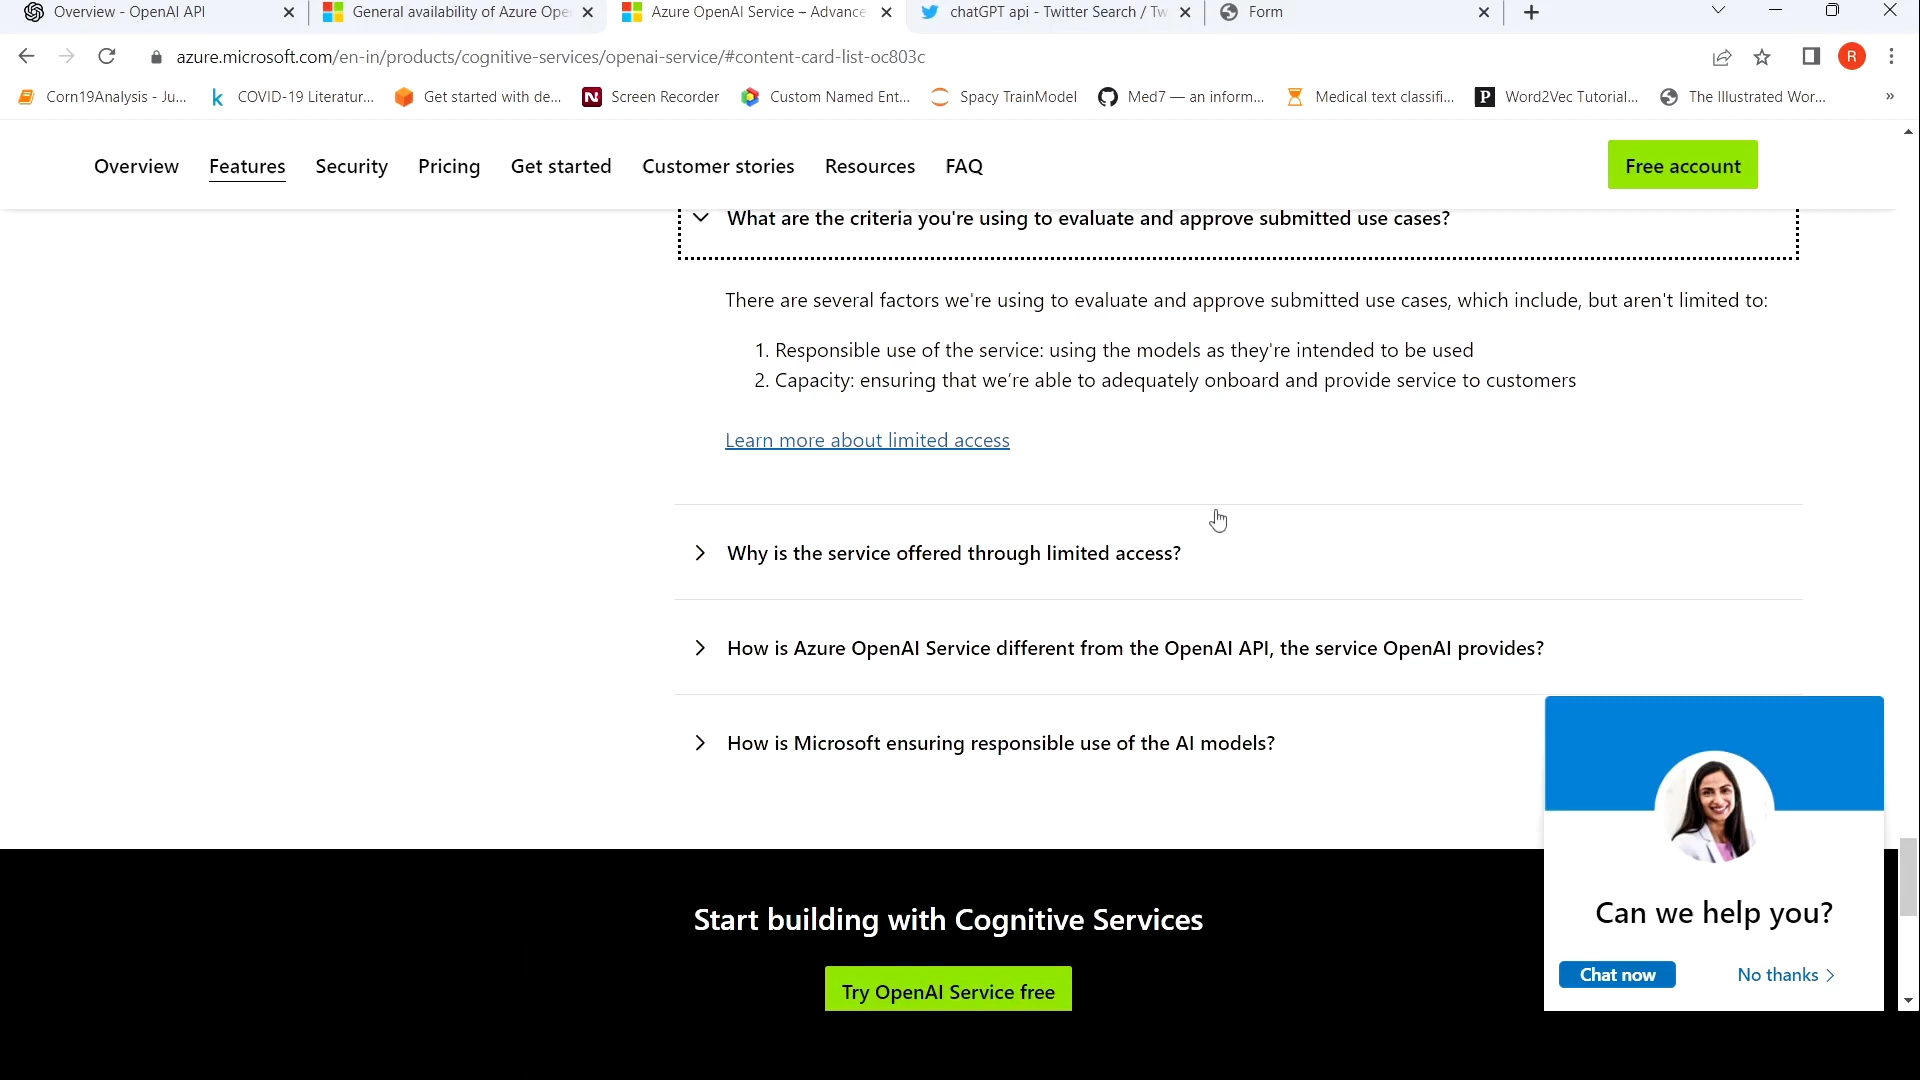 Overview - OpenAI API
General availability of Azure Ope
Azure OpenAI Service – Advance
chatGPT api - Twitter Search / Tw
Form
azure.microsoft.com/en-in/products/cognitive-services/openai-service/#content-card-list-oc803c
R
Corn19Analysis - Ju...
COVID-19 Literatur...
Get started with de...
Screen Recorder
Custom Named Ent...
Spacy TrainModel
Med7 — an inform...
Medical text classifi...
Word2Vec Tutorial...
The Illustrated Wor...
»
Overview
Features
Security
Pricing
Get started
Customer stories
Resources
FAQ
Free account
What are the criteria you're using to evaluate and approve submitted use cases?
There are several factors we're using to evaluate and approve submitted use cases, which include, but aren't limited to:
1. Responsible use of the service: using the models as they're intended to be used
2. Capacity: ensuring that we're able to adequately onboard and provide service to customers
Learn more about limited access
Why is the service offered through limited access?
How is Azure OpenAI Service different from the OpenAI API, the service OpenAI provides?
How is Microsoft ensuring responsible use of the AI models?
Start building with Cognitive Services
Try OpenAI Service free
Can we help you?
Chat now
No thanks